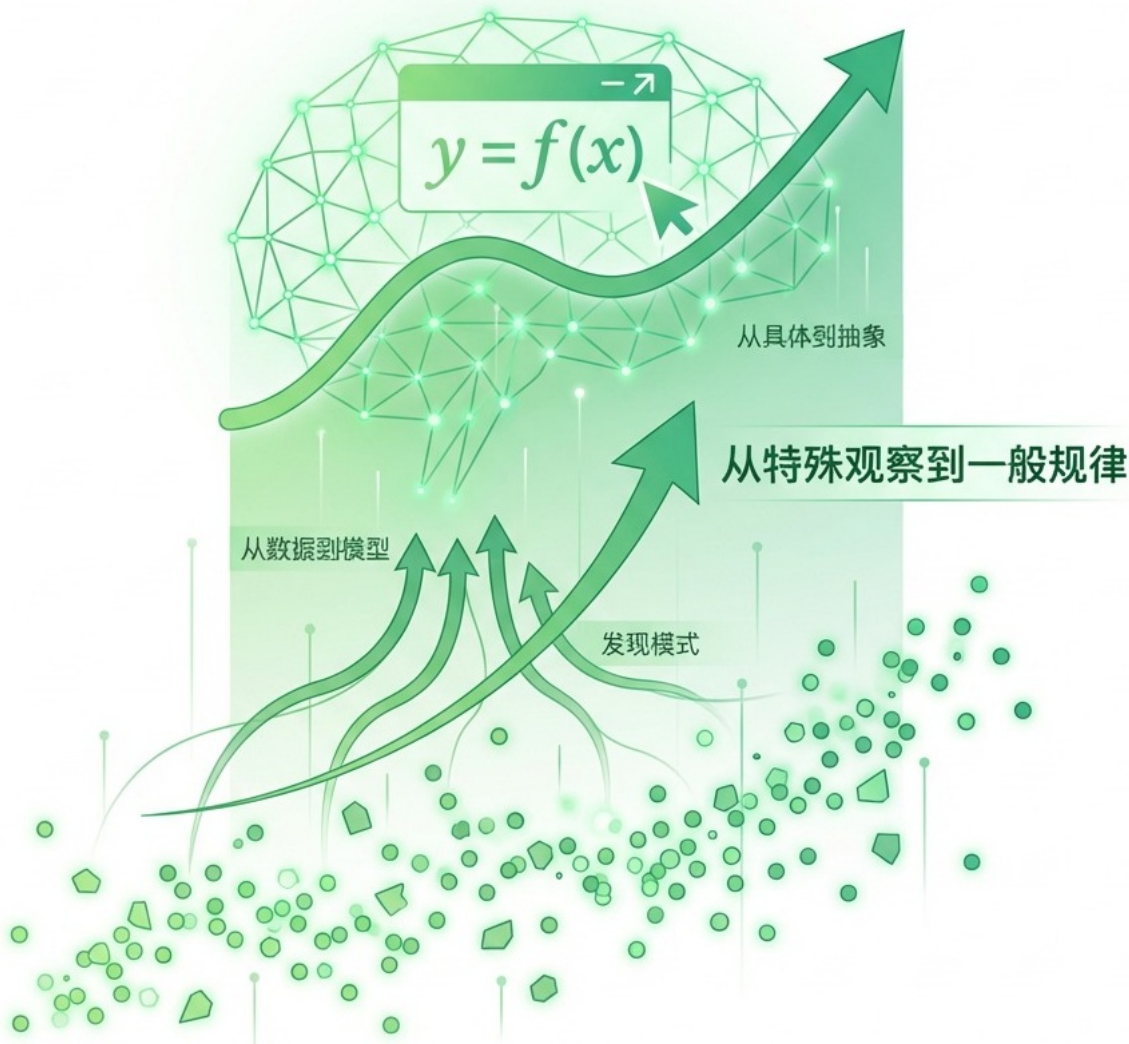 y = f(x)
从具体到抽象
从特殊观察到一般规律
从数据到模型
发现模式